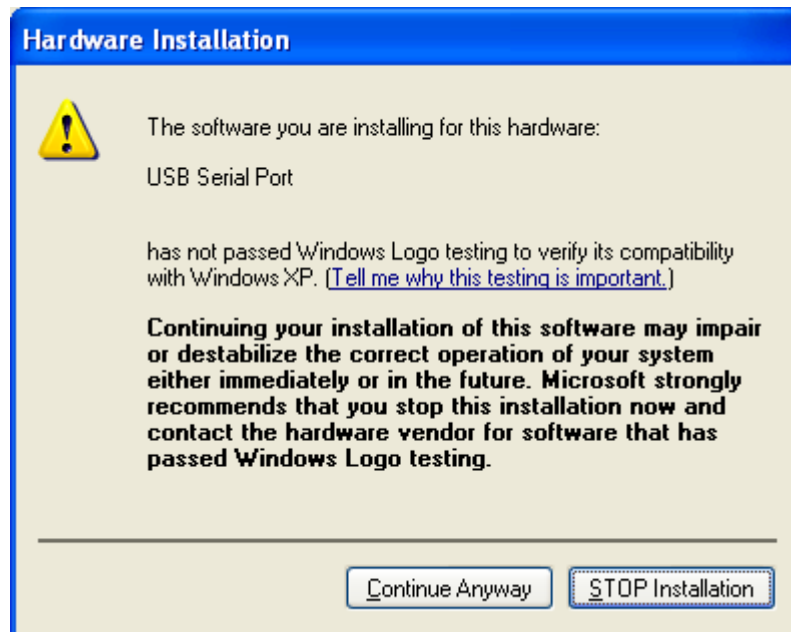 Hardware Installation
The software you are installing for this hardware:
USB Serial Port
has not passed Windows Logo testing to verify its compatibility
with Windows XP. (Tell me why this testing is important.)
Continuing your installation of this software may impair
or destabilize the correct operation of your system
either immediately or in the future. Microsoft strongly
recommends that you stop this installation now and
contact the hardware vendor for software that has
passed Windows Logo testing.
Continue Anyway STOP Installation